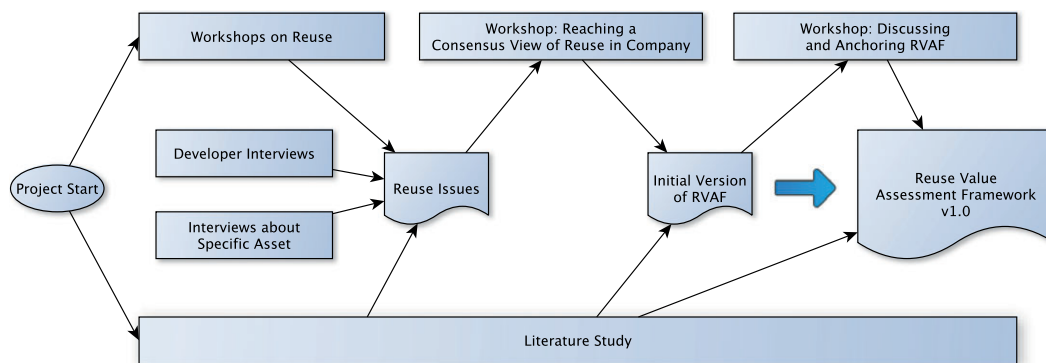 Workshops on Reuse
Workshop: Reaching a
Consensus View of Reuse in Company
Workshop: Discussing
and Anchoring RVAF
Developer Interviews
Project Start
Reuse Issues
Initial Version
of RVAF
Reuse Value
Assessment Framework
v1.0
Interviews about
Specific Asset
Literature Study